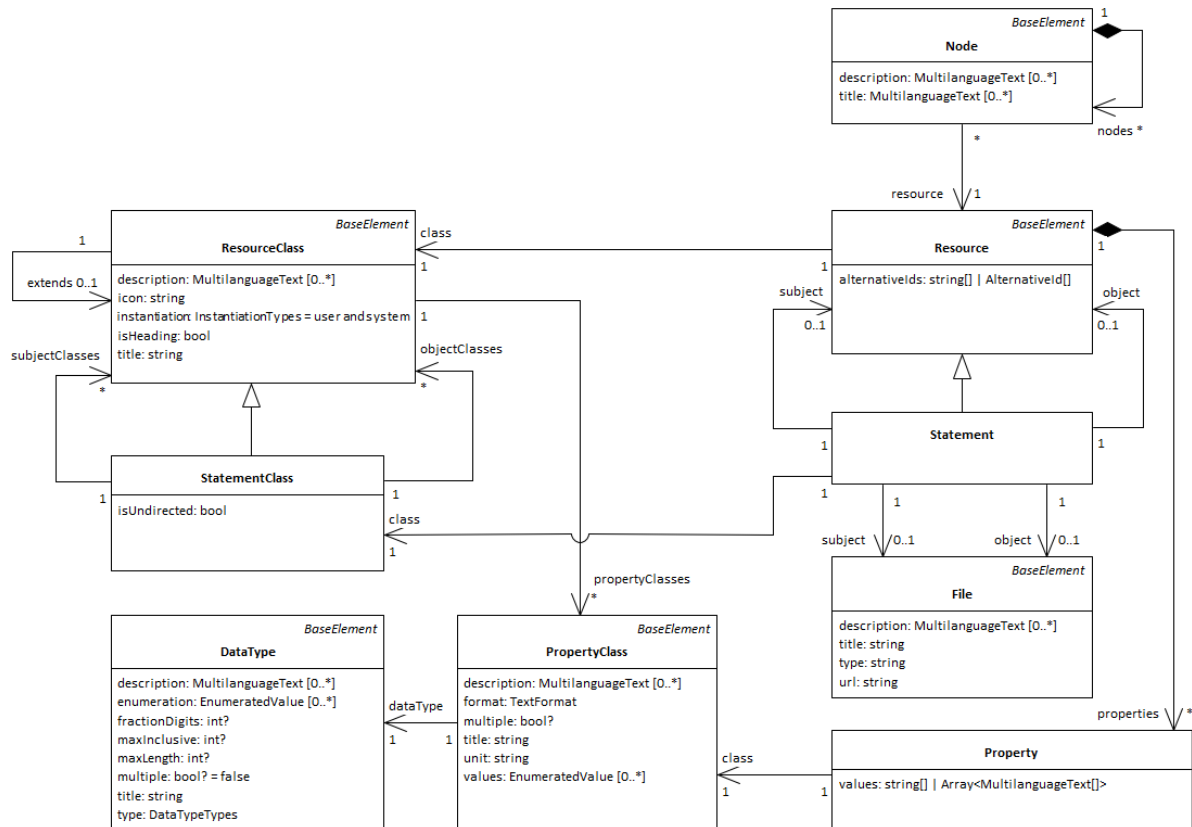 BaseElement
1
Node
description: MultilanguageText [0..*]
title: MultilanguageText [0..*]
nodes *
*
resource
1
BaseElement
ResourceClass
description: MultilanguageText [0..*]
icon: string
instantiation: InstantiationTypes = user and system
isHeading: bool
title: string
1
extends 0..1
class
1
1
BaseElement
Resource
alternativeIds: string[] | AlternativeId[]
1
1
subject
0..1
object
0..1
subjectClasses
*
objectClasses
*
StatementClass
isUndirected: bool
1
1
class
1
Statement
1
1
1
1
1
subject
0..1
object
0..1
BaseElement
File
description: MultilanguageText [0..*]
title: string
type: string
url: string
propertyClasses
*
BaseElement
DataType
description: MultilanguageText [0..*]
enumeration: EnumeratedValue [0..*]
fractionDigits: int?
maxInclusive: int?
maxLength: int?
multiple: bool? = false
title: string
type: DataTypeTypes
dataType
1
1
BaseElement
PropertyClass
description: MultilanguageText [0..*]
format: TextFormat
multiple: bool?
title: string
unit: string
values: EnumeratedValue [0..*]
class
1
1
properties
*
Property
values: string[] | Array<MultilanguageText[]>